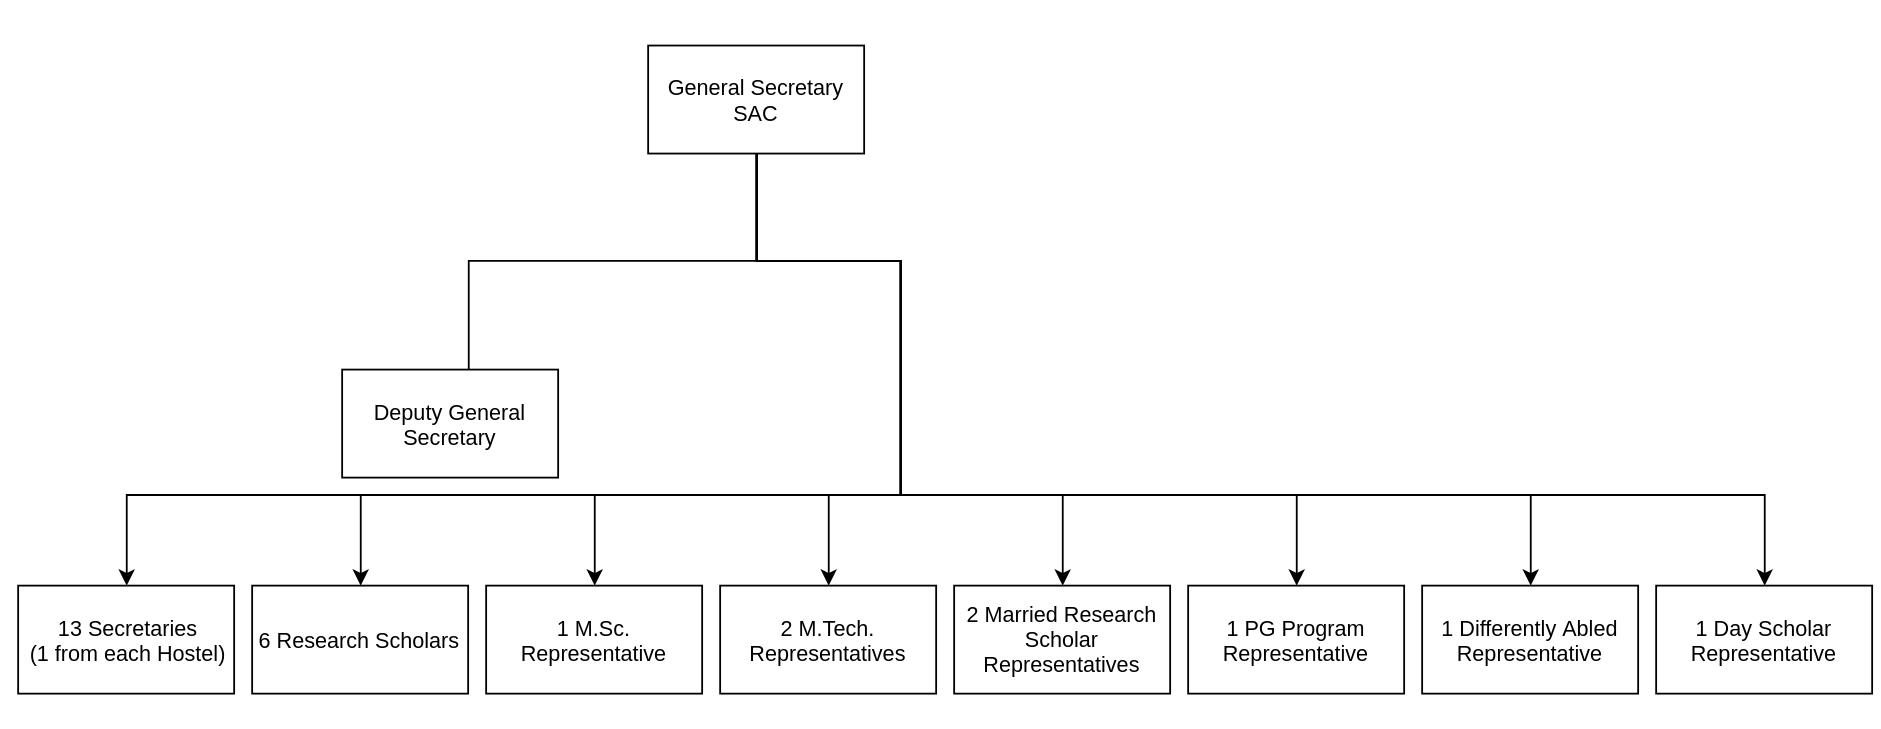 General Secretary
SAC
Deputy General
Secretary
13 Secretaries
(1 from each Hostel)
6 Research Scholars
1 M.Sc.
Representative
2 M.Tech.
Representatives
2 Married Research
Scholar
Representatives
1 PG Program
Representative
1 Differently Abled
Representative
1 Day Scholar
Representative